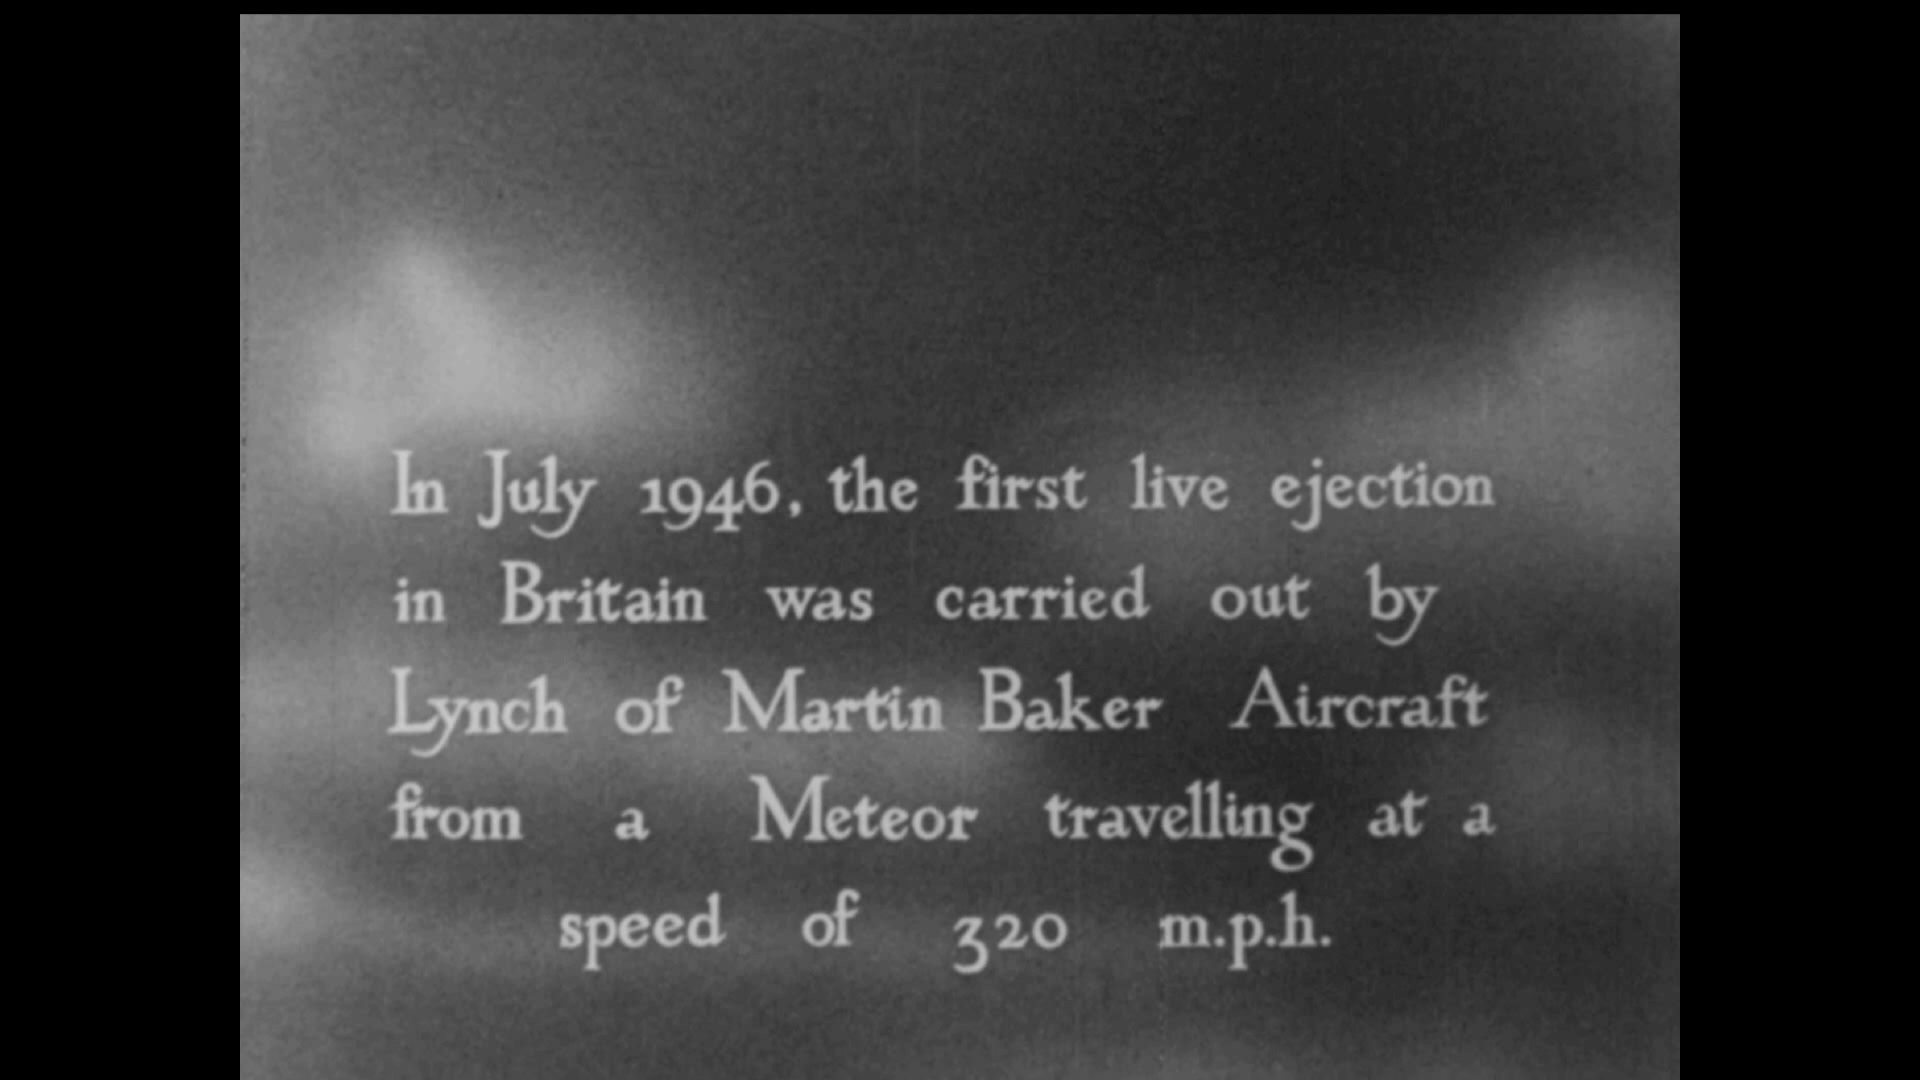 In July 1946, the first live ejection
in Britain was carried out by
Lynch of Martin Baker Aircraft
from a Meteor travelling at a
speed of 320 m.p.h.